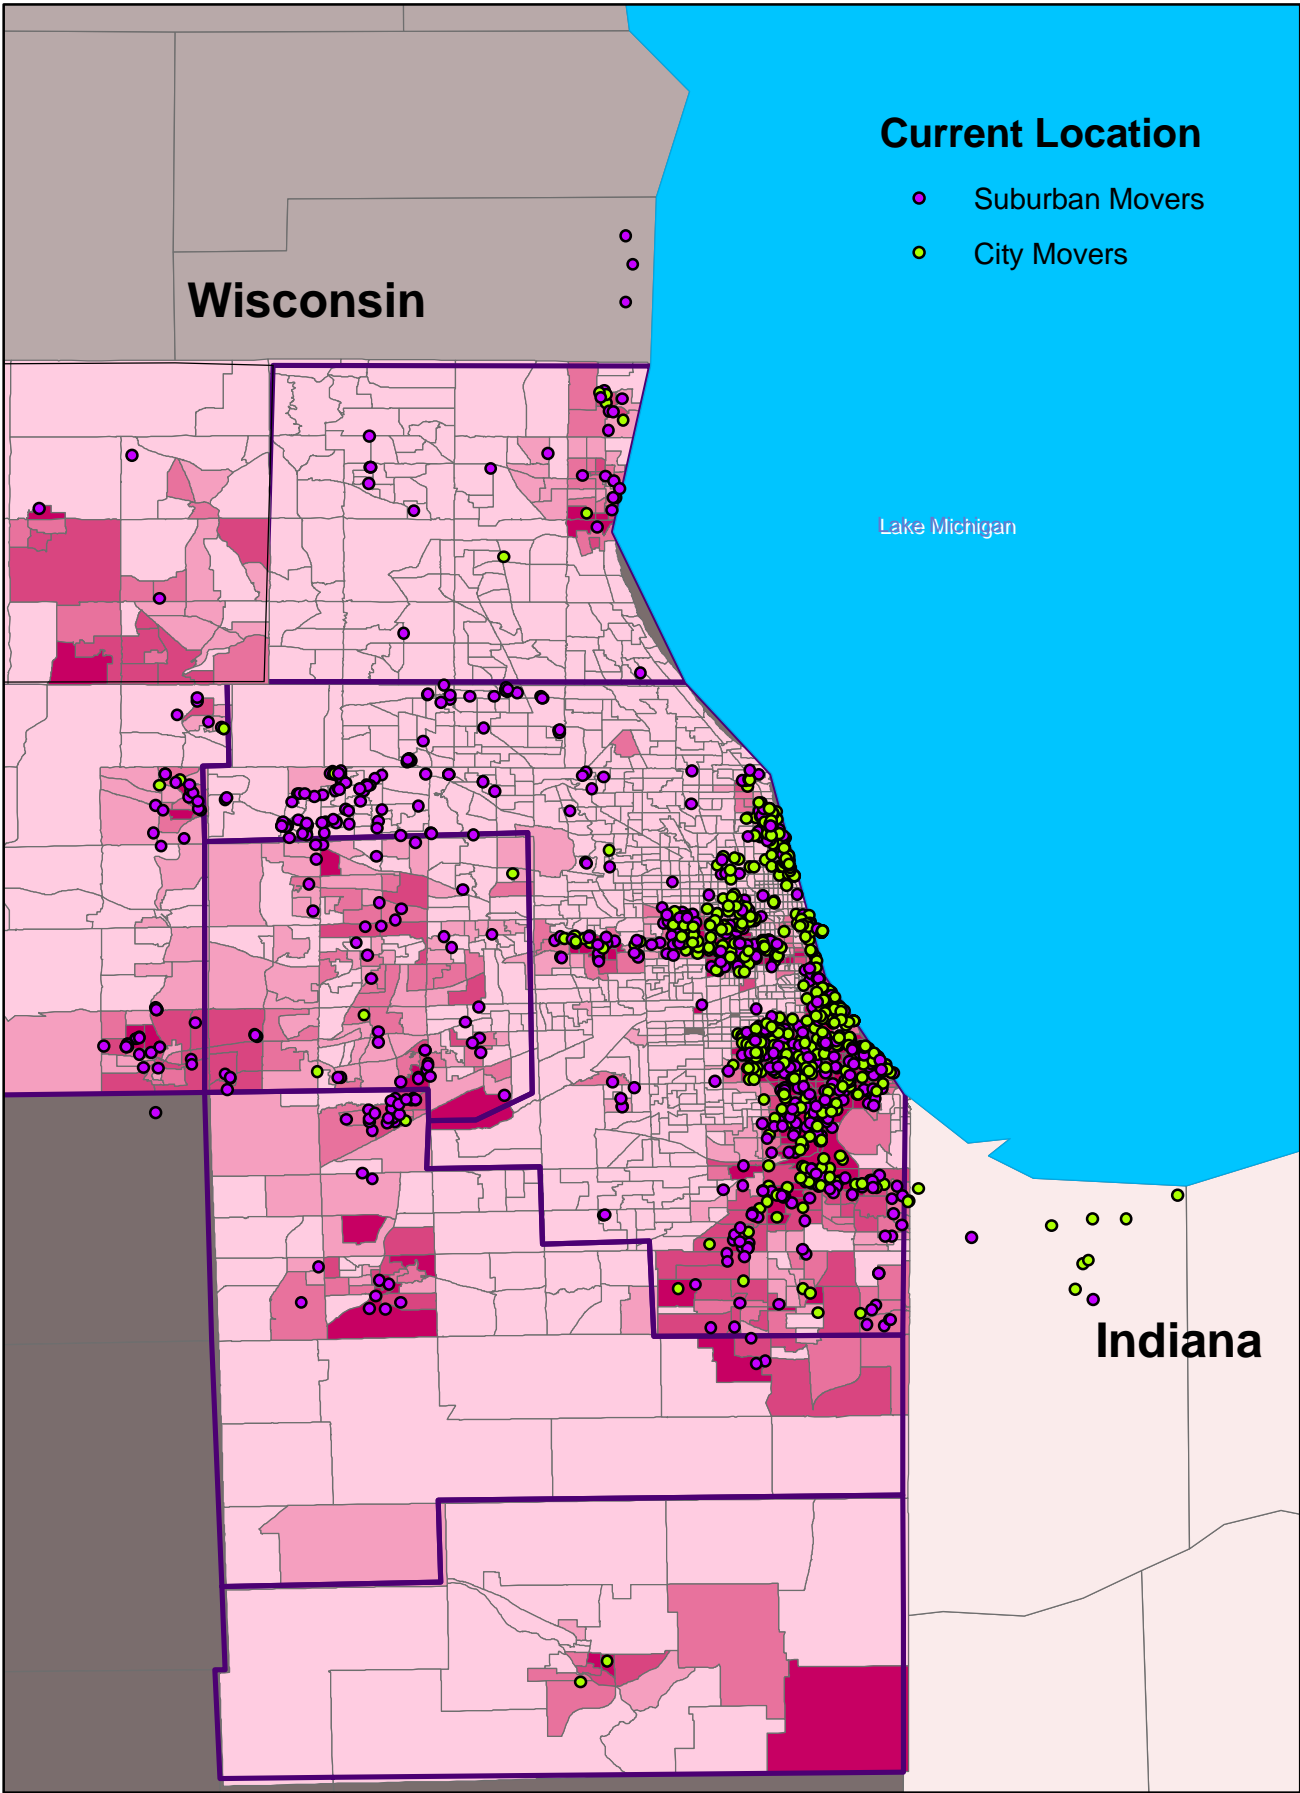 Current Location
Suburban Movers
City Movers
Wisconsin
Lake Michigan
Indiana